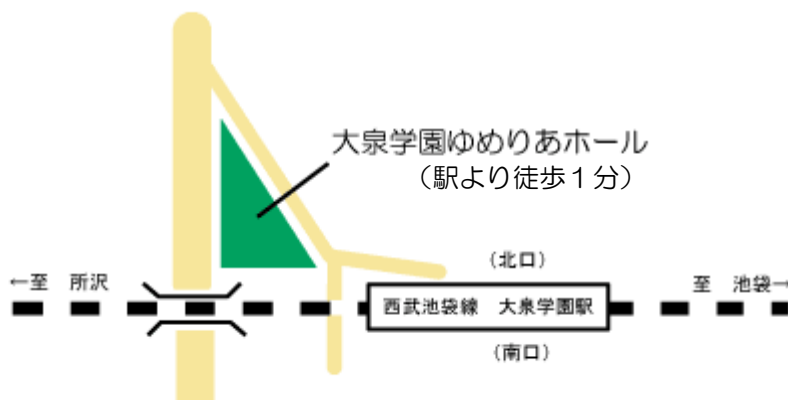 大泉学園ゆめりあホール
（駅より徒歩１分）
（北口）
←至　所沢
至　池袋→
西武池袋線　大泉学園駅
（南口）